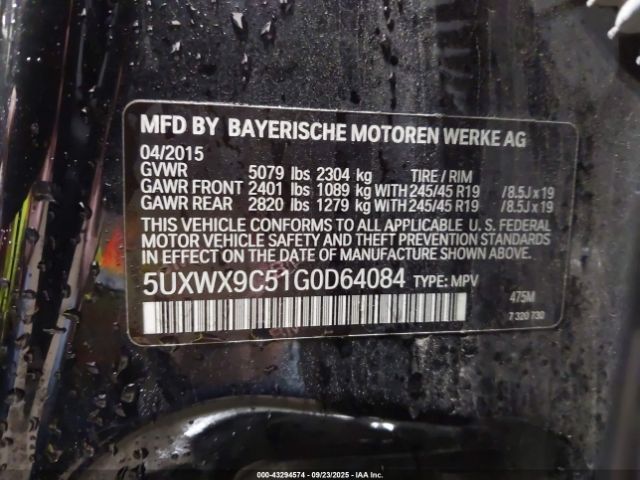 MFD BY BAYERISCHE MOTOREN WERKE AG
04/2015
GVWR 5079 lbs 2304 kg TIRE / RIM
GAWR FRONT 2401 lbs 1089 kg WITH 245/45 R19 / 8.5J x 19
GAWR REAR 2820 lbs 1279 kg WITH 245/45 R19 / 8.5J x 19
THIS VEHICLE CONFORMS TO ALL APPLICABLE U. S. FEDERAL
MOTOR VEHICLE SAFETY AND THEFT PREVENTION STANDARDS
IN EFFECT ON THE DATE OF MANUFACTURE SHOWN ABOVE.
5UXWX9C51G0D64084 TYPE: MPV
475M
7 320 730
000-43294574 - 09/23/2025 - IAA Inc.